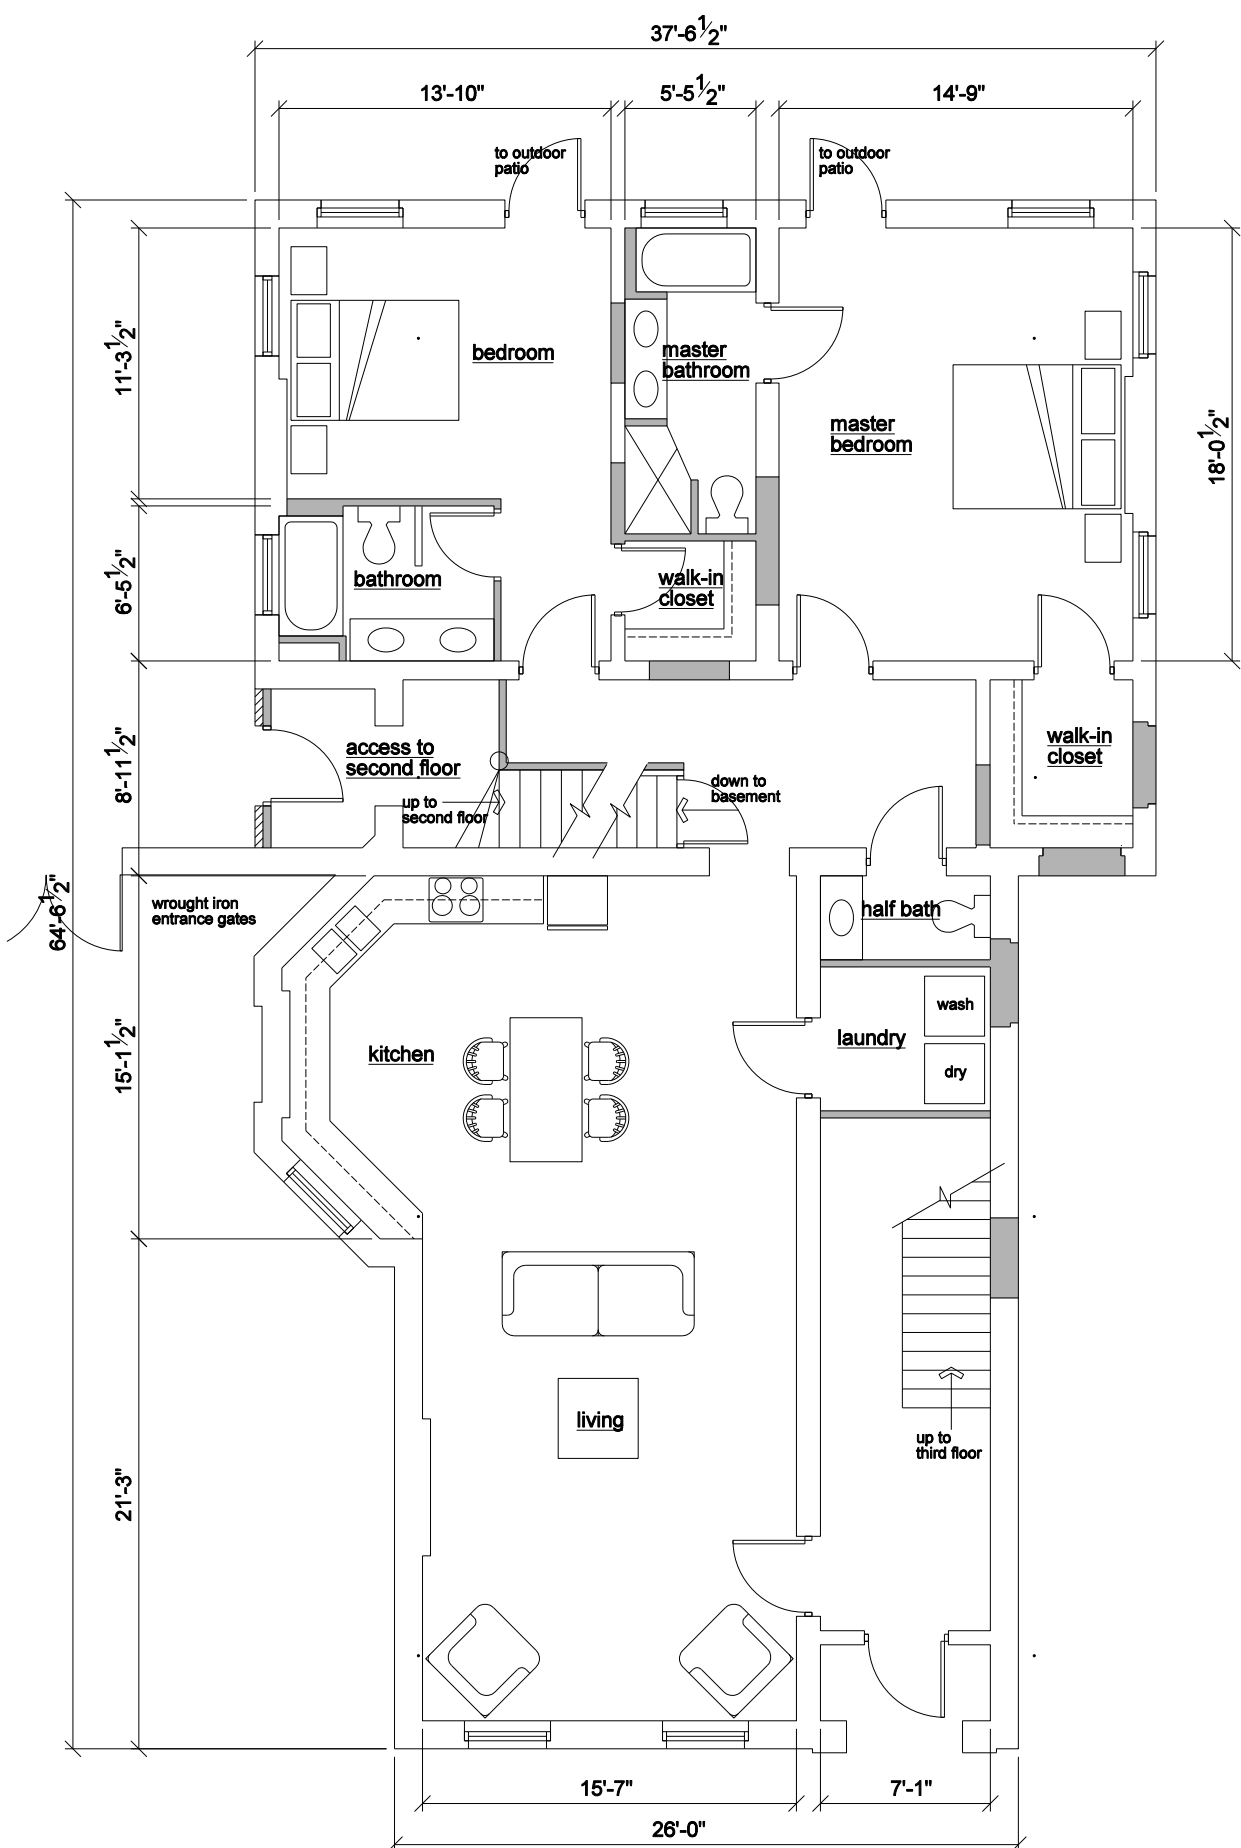 37'-6 1/2"
13'-10"
5'-5 1/2"
14'-9"
to outdoor
patio
to outdoor
patio
11'-3 1/2"
bedroom
master
bathroom
master
bedroom
18'-0 1/2"
6'-5 1/2"
bathroom
walk-in
closet
8'-11 1/2"
access to
second floor
walk-in
closet
up to
second floor
down to
basement
64'-6 1/2"
wrought iron
entrance gates
half bath
wash
15'-1 1/2"
kitchen
laundry
dry
living
up to
third floor
21'-3"
15'-7"
7'-1"
26'-0"